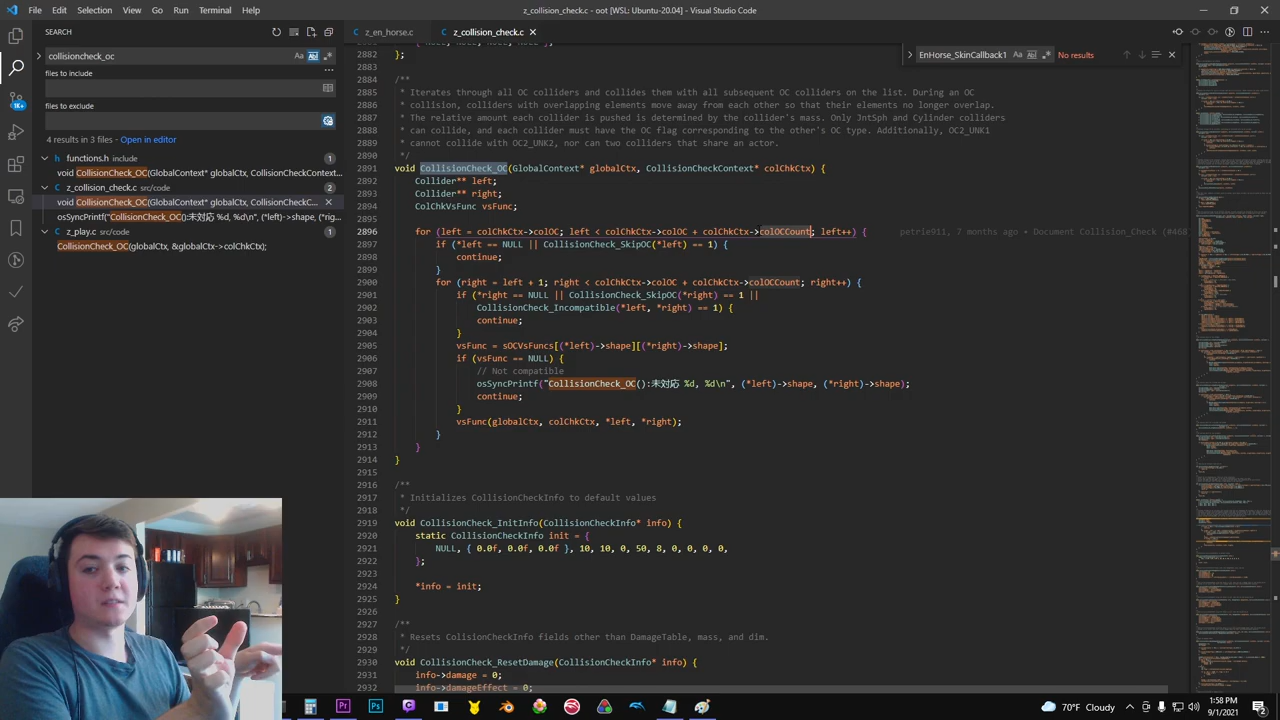 File Edit Selection View Go Run Terminal Help
z_collision_check.c - oot [WSL: Ubuntu-20.04] - Visual Studio Code
SEARCH
z_en_horse.c
z_collision_check.c
collisioncheck_oc
Aa
files to include
files to exclude
4 results in 3 files - Open in editor
functions.h include 1
void CollisionCheck_OC(GlobalContext* globalCtx, CollisionCheckC...
z_collision_check.c src/code 2
void CollisionCheck_OC(GlobalContext* globalCtx, CollisionCheckC...
osSyncPrintf("CollisionCheck_OC():未対応 %d, %d\n", (*left)->shape, (*rig...
z_play.c src/code 1
CollisionCheck_OC(globalCtx, &globalCtx->colChkCtx);
18K+
EnHorse_SkinCallback1 Aa No results
2882 };
2883
2884 /**
2885 * Iterates through all OC colliders and collides them with all subsequent OC colliders on the list. During an OC
2886 * collision, colliders with overlapping elements move away from each other so that their elements no longer overlap.
2887 * The relative amount each collider is pushed is determined by the collider's mass. Only JntSph and Cylinder colliders
2888 * can collide, and each collider must have the OC flag corresponding to the other's OC type. Additionally, OC2_UNK1
2889 * cannot collide with OC2_UNK2, nor can two colliders that share an actor.
2890 */
2891 void CollisionCheck_OC(GlobalContext* globalCtx, CollisionCheckContext* colChkCtx) {
2892 Collider** left;
2893 Collider** right;
2894 ColChkVsFunc vsFunc;
2895
2896 for (left = colChkCtx->colOC; left < colChkCtx->colOC + colChkCtx->colOCCount; left++) { petrie911, 7 months ago • Document Collision_Check (#468
2897 if (*left == NULL || CollisionCheck_SkipOC(*left) == 1) {
2898 continue;
2899 }
2900 for (right = left + 1; right < colChkCtx->colOC + colChkCtx->colOCCount; right++) {
2901 if (*right == NULL || CollisionCheck_SkipOC(*right) == 1 ||
2902 CollisionCheck_Incompatible(*left, *right) == 1) {
2903 continue;
2904 }
2905 vsFunc = sOCVsFuncs[(*left)->shape][(*right)->shape];
2906 if (vsFunc == NULL) {
2907 // Not compatible
2908 osSyncPrintf("CollisionCheck_OC():未対応 %d, %d\n", (*left)->shape, (*right)->shape);
2909 continue;
2910 }
2911 vsFunc(globalCtx, colChkCtx, *left, *right);
2912 }
2913 }
2914 }
2915
2916 /**
2917 * Initializes CollisionCheckInfo to default values
2918 */
2919 void CollisionCheck_InitInfo(CollisionCheckInfo* info) {
2920 static CollisionCheckInfo init = {
2921 NULL, { 0.0f, 0.0f, 0.0f }, 10, 10, 0, 50, 8, 0, 0, 0, 0,
2922 };
2923
2924 *info = init;
2925 }
2926
2927 /**
2928 * Resets ColisionCheckInfo fields other than DamageTable, mass, and dim.
2929 */
2930 void CollisionCheck_ResetDamage(CollisionCheckInfo* info) {
2931 info->damage = 0;
2932 info->damageEffect = 0;
70°F Cloudy
1:58 PM
9/1/2021